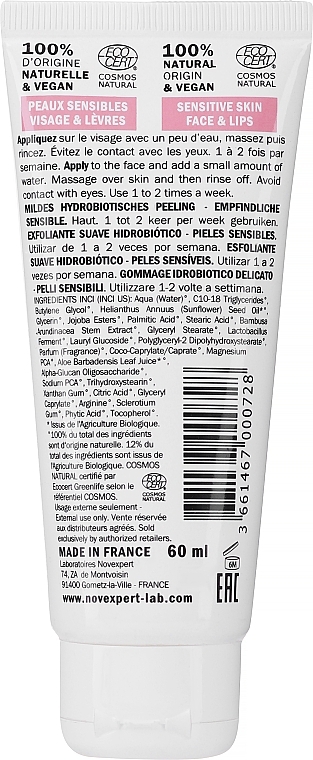 100%
D'ORIGINE
NATURELLE
& VEGAN
ECO
CERT
COSMOS
NATURAL
100%
NATURAL
ORIGIN
& VEGAN
ECO
CERT
COSMOS
NATURAL
PEAUX SENSIBLES
VISAGE & LÈVRES
SENSITIVE SKIN
FACE & LIPS
Appliquez sur le visage avec un peu d'eau, massez puis
rincez. Évitez le contact avec les yeux. 1 à 2 fois par
semaine. Apply to the face and add a small amount of
water. Massage over skin and then rinse off. Avoid
contact with eyes. Use 1 to 2 times a week.
MILDES HYDROBIOTISCHES PEELING - EMPFINDLICHE
SENSIBLE. Haut. 1 tot 2 keer per week gebruiken.
EXFOLIANTE SUAVE HIDROBIÓTICO - PIELES SENSIBLES.
Utilizar de 1 a 2 veces por semana. ESFOLIANTE
SUAVE HIDROBIÓTICO - PELES SENSÍVEIS. Utilizar 1 a 2
vezes por semana. GOMMAGE IDROBIOTICO DELICATO
- PELLI SENSIBILI. Utilizzare 1-2 volte a settimana.
INGREDIENTS INCI (INCI US): Aqua (Water)°, C10-18 Triglycerides°,
Butylene Glycol°, Helianthus Annuus (Sunflower) Seed Oil*°,
Glycerin°, Jojoba Esters°, Palmitic Acid°, Stearic Acid°, Bambusa
Arundinacea Stem Extract°, Glyceryl Stearate°, Lactobacillus
Ferment°, Lauryl Glucoside°, Polyglyceryl-2 Dipolyhydroxystearate°,
Parfum (Fragrance)°, Coco-Caprylate/Caprate°, Magnesium
PCA°, Aloe Barbadensis Leaf Juice*°,
Alpha-Glucan Oligosaccharide°,
Sodium PCA°, Trihydroxystearin°,
Xanthan Gum°, Citric Acid°, Glyceryl
Caprylate°, Arginine°, Sclerotium
Gum°, Phytic Acid°, Tocopherol°.
* Issus de l'Agriculture Biologique.
°100% du total des ingrédients
sont d'origine naturelle. 12% du
total des ingrédients sont issus de
l'Agriculture Biologique. COSMOS
NATURAL certifié par
Ecocert Greenlife selon le
référentiel COSMOS.
ECO
CERT
COSMOS
NATURAL
Usage externe seulement -
External use only. Vente réservée
aux distributeurs agréés. Sold
exclusively by authorized retailers.
3 661467 000728
MADE IN FRANCE
60 ml
Laboratoires Novexpert
74, ZA de Montvoisin
91400 Gometz-la-Ville - FRANCE
6M
EAC
www.novexpert-lab.com